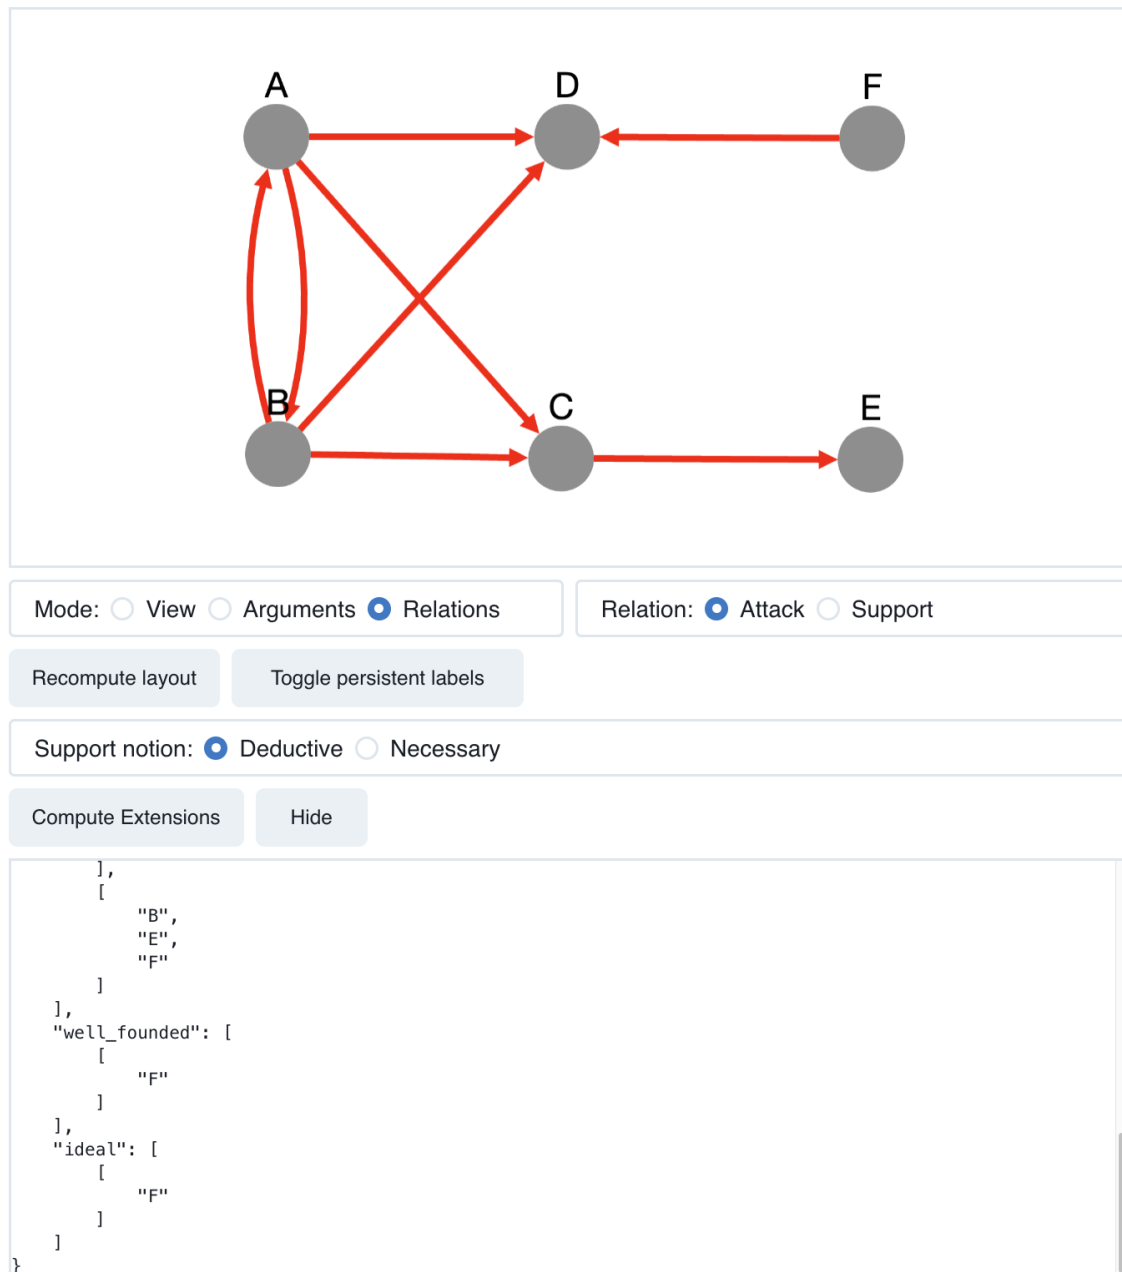 A D F
B C E
Mode: View Arguments Relations Relation: Attack Support
Recompute layout Toggle persistent labels
Support notion: Deductive Necessary
Compute Extensions Hide
],
[
"B",
"E",
"F"
]
],
"well_founded": [
[
"F"
]
],
"ideal": [
[
"F"
]
]
}